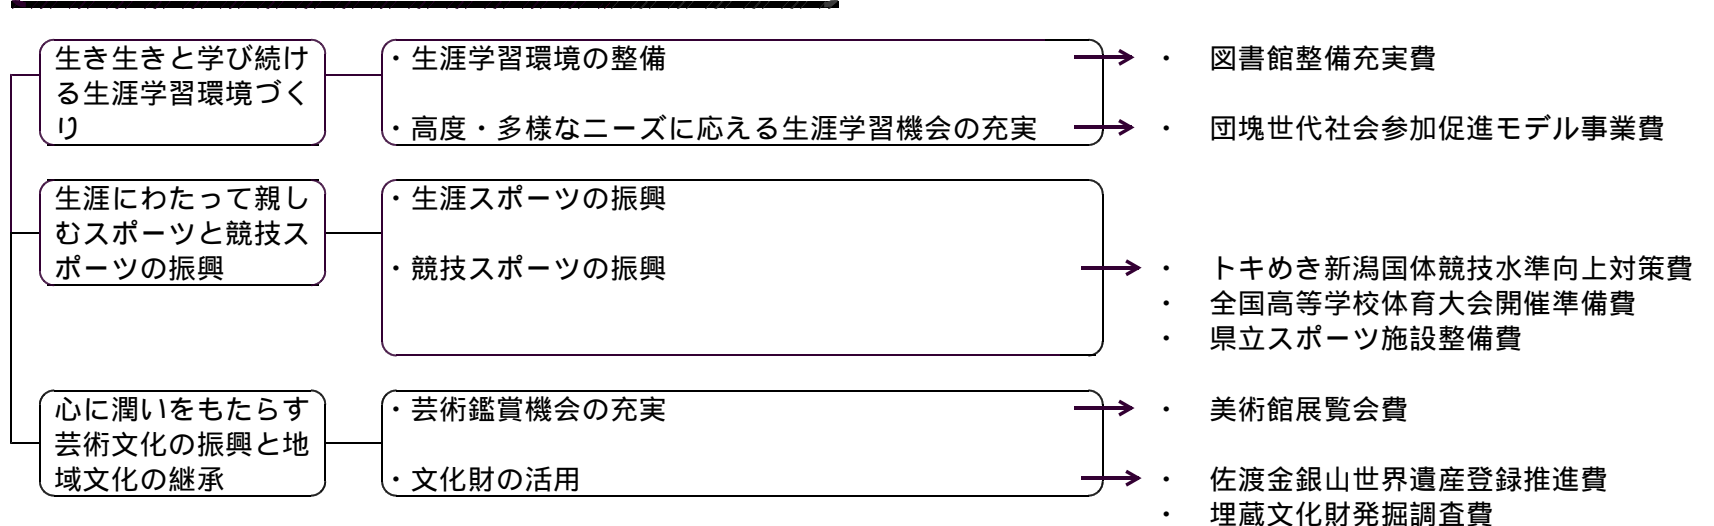 生き生きと学び続け
る生涯学習環境づく
り
・生涯学習環境の整備
・高度・多様なニーズに応える生涯学習機会の充実
・ 図書館整備充実費
・ 団塊世代社会参加促進モデル事業費
生涯にわたって親し
むスポーツと競技ス
ポーツの振興
・生涯スポーツの振興
・競技スポーツの振興
・ トキめき新潟国体競技水準向上対策費
・ 全国高等学校体育大会開催準備費
・ 県立スポーツ施設整備費
心に潤いをもたらす
芸術文化の振興と地
域文化の継承
・芸術鑑賞機会の充実
・文化財の活用
・ 美術館展覧会費
・ 佐渡金銀山世界遺産登録推進費
・ 埋蔵文化財発掘調査費